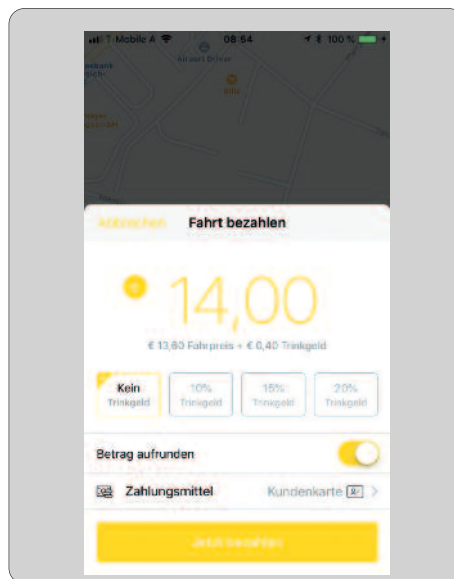 T-Mobile A 08:54 100 %
Airport Driver
Abbrechen Fahrt bezahlen
14,00
€ 13,60 Fahrpreis + € 0,40 Trinkgeld
Kein 10% 15% 20%
Trinkgeld Trinkgeld Trinkgeld Trinkgeld
Betrag aufrunden
Zahlungsmittel Kundenkarte
Jetzt bezahlen